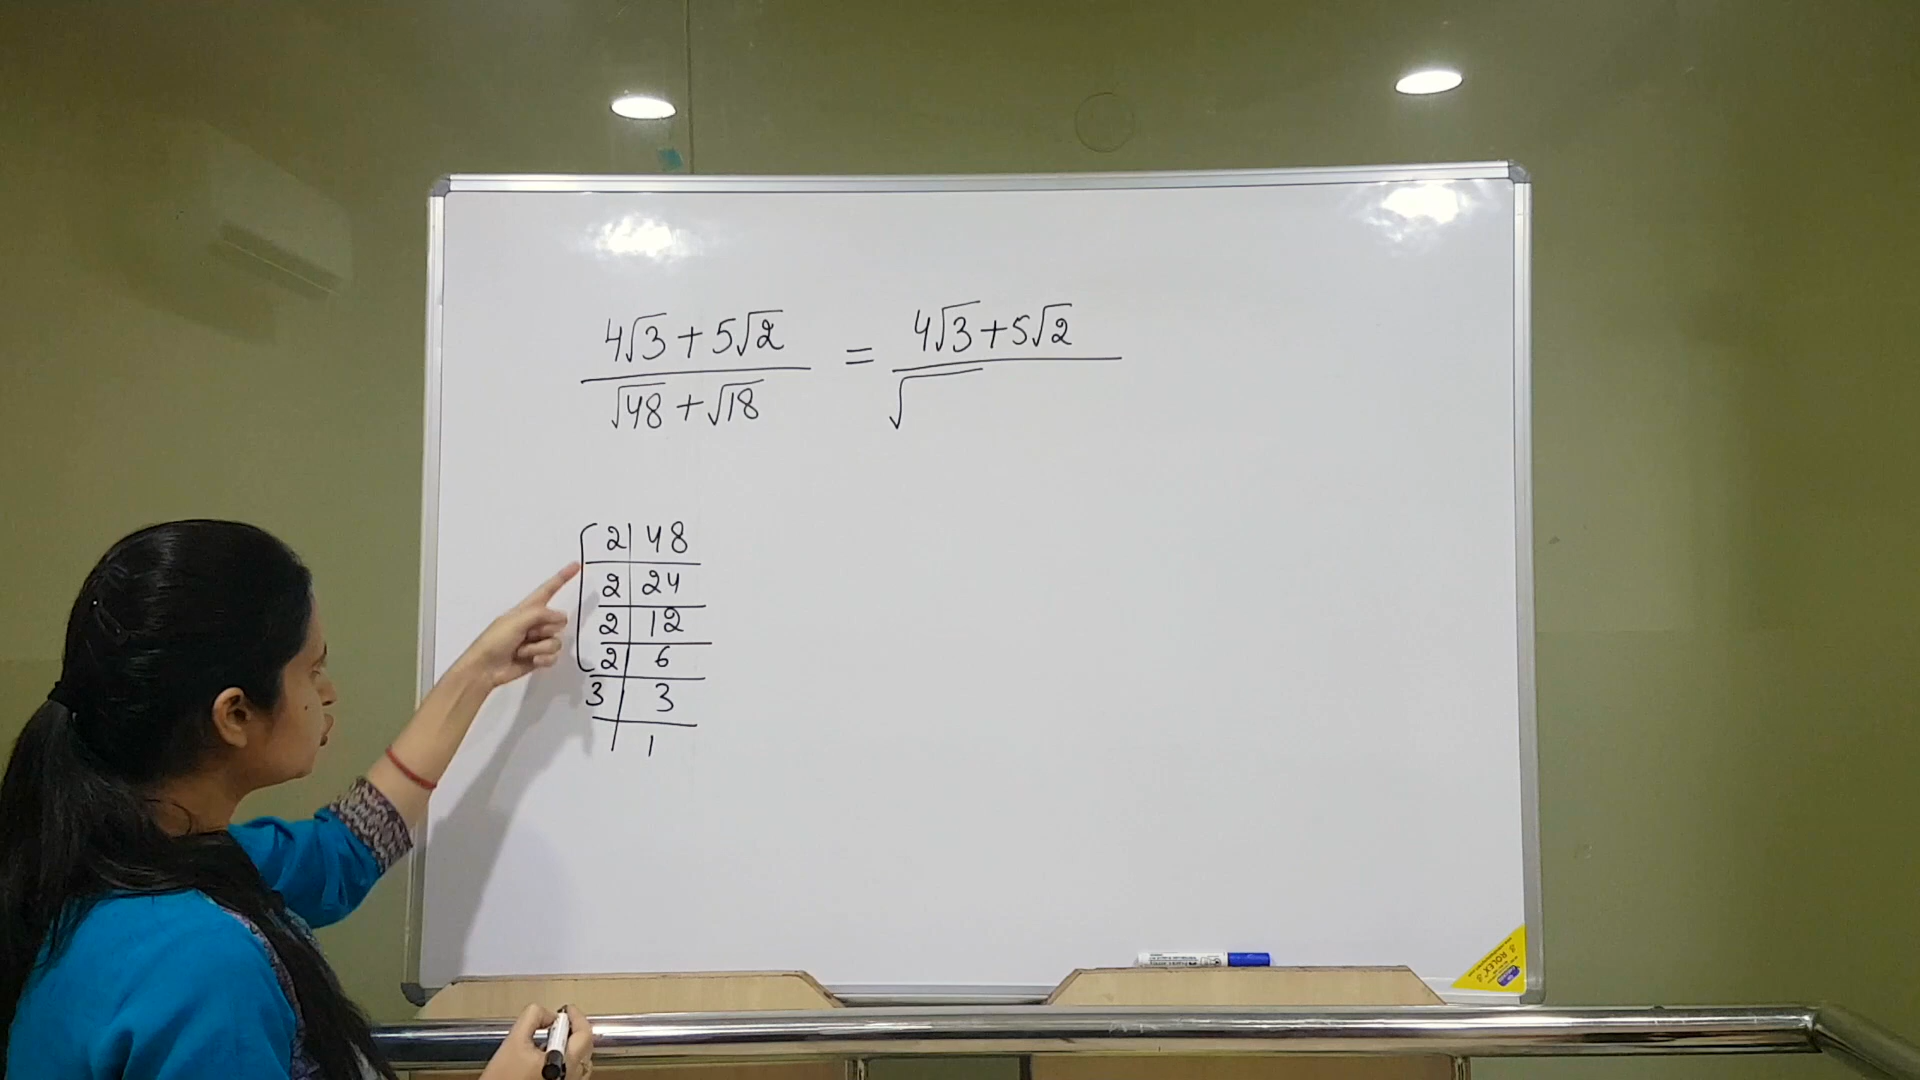 4√3 + 5√2 = 4√3 + 5√2
√48 + √18 √
2 | 48
2 | 24
2 | 12
2 | 6
3 | 3
| 1
ROLEX